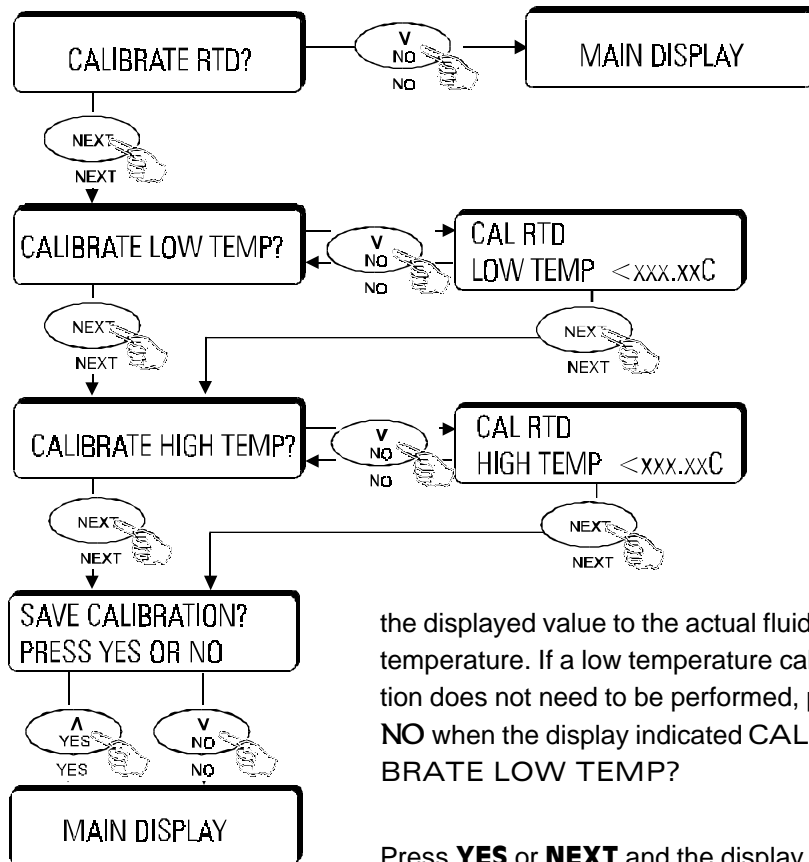 CALIBRATE RTD?
V
NO
NO
MAIN DISPLAY
NEXT
NEXT
CALIBRATE LOW TEMP?
V
NO
NO
CAL RTD
LOW TEMP <xxx.xxC
NEXT
NEXT
NEXT
NEXT
CALIBRATE HIGH TEMP?
V
NO
NO
CAL RTD
HIGH TEMP <xxx.xxC
NEXT
NEXT
NEXT
NEXT
SAVE CALIBRATION?
PRESS YES OR NO
Λ
YES
YES
V
NO
NO
MAIN DISPLAY
the displayed value to the actual fluid
temperature. If a low temperature cal
tion does not need to be performed, p
NO when the display indicated CAL
BRATE LOW TEMP?
Press YES or NEXT and the display